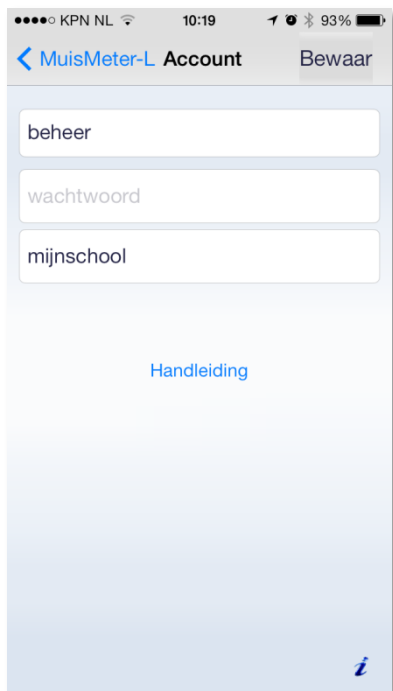 KPN NL 10:19 93%
MuisMeter-L Account Bewaar
beheer
wachtwoord
mijnschool
Handleiding
i